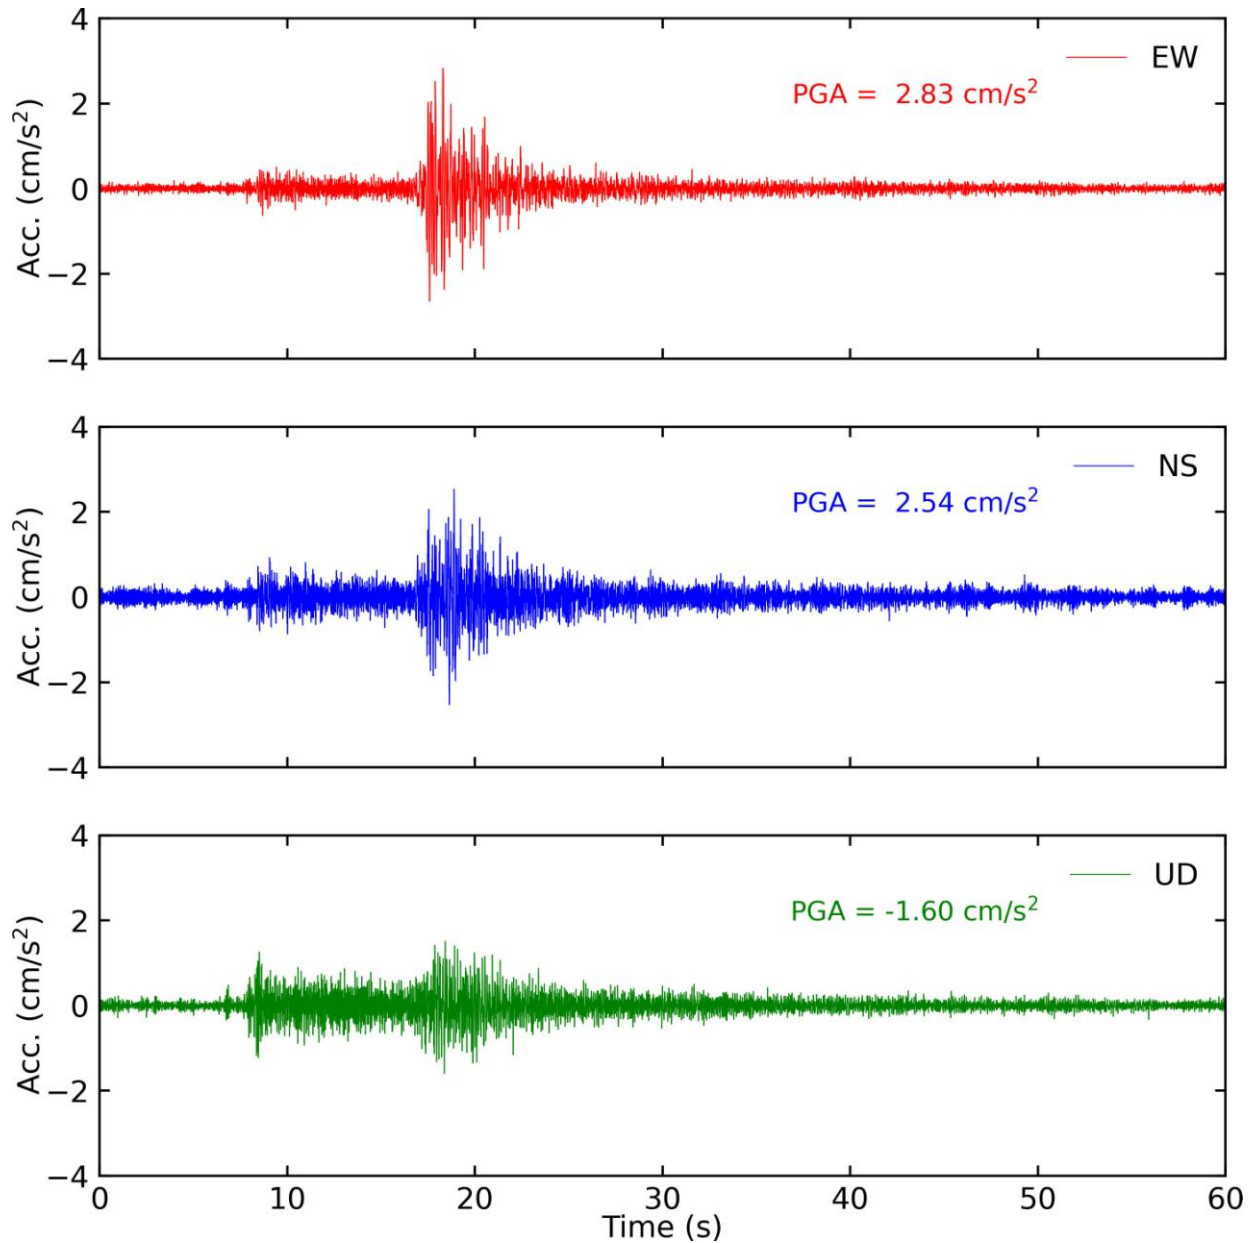 4
EW
PGA =  2.83 cm/s²
2
Acc. (cm/s²)
0
−2
−4
4
NS
PGA =  2.54 cm/s²
2
Acc. (cm/s²)
0
−2
−4
4
UD
PGA = -1.60 cm/s²
2
Acc. (cm/s²)
0
−2
−4
0 10 20 30 40 50 60
Time (s)